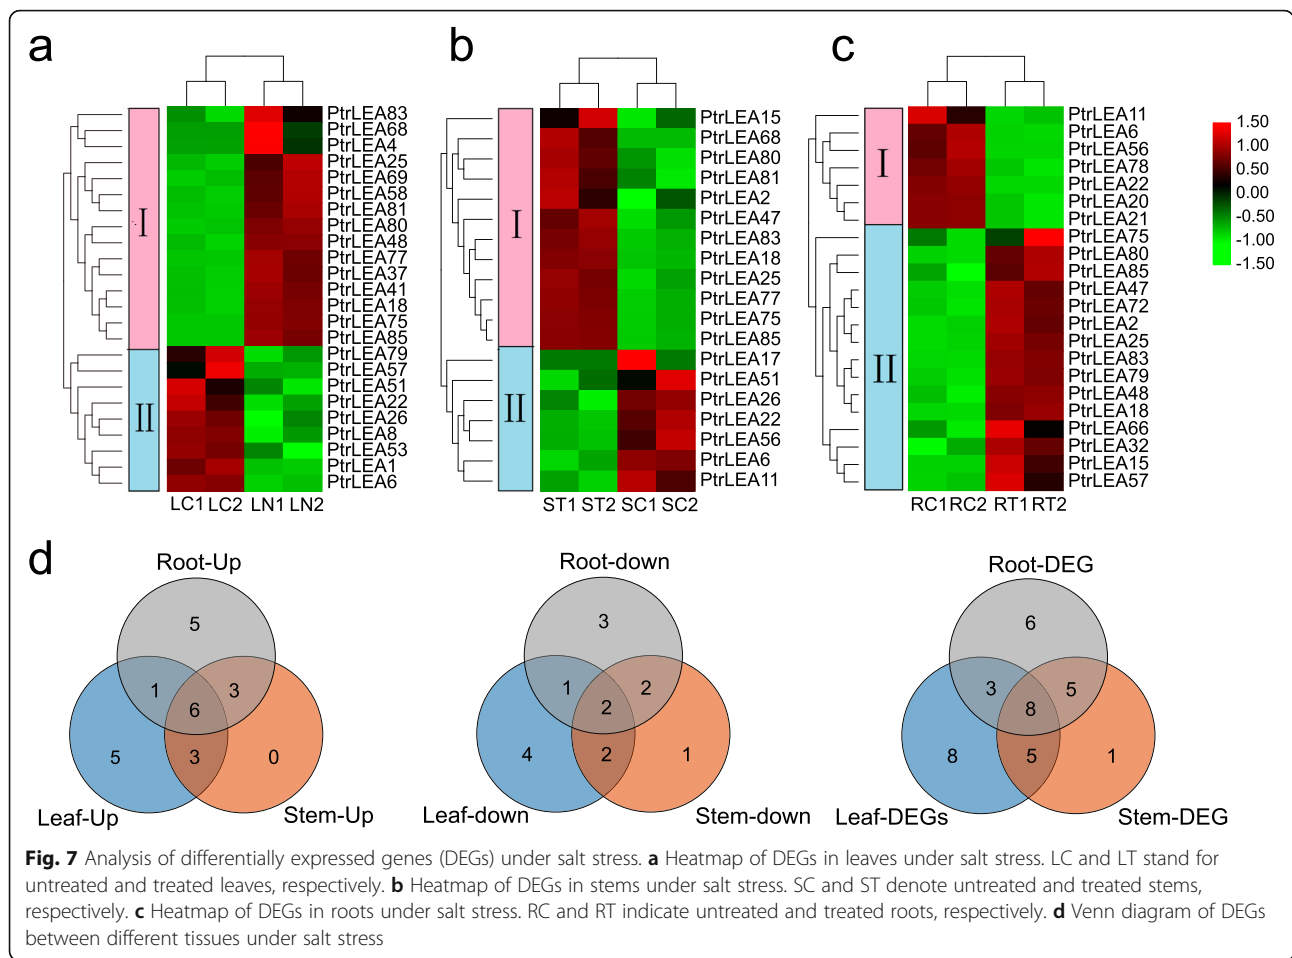 a
b
c
PtrLEA83
PtrLEA68
PtrLEA4
PtrLEA25
PtrLEA69
PtrLEA58
PtrLEA81
PtrLEA80
PtrLEA48
PtrLEA77
PtrLEA37
PtrLEA41
PtrLEA18
PtrLEA75
PtrLEA85
PtrLEA79
PtrLEA57
PtrLEA51
PtrLEA22
PtrLEA26
PtrLEA8
PtrLEA53
PtrLEA1
PtrLEA6
I
II
LC1 LC2 LN1 LN2
PtrLEA15
PtrLEA68
PtrLEA80
PtrLEA81
PtrLEA2
PtrLEA47
PtrLEA83
PtrLEA18
PtrLEA25
PtrLEA77
PtrLEA75
PtrLEA85
PtrLEA17
PtrLEA51
PtrLEA26
PtrLEA22
PtrLEA56
PtrLEA6
PtrLEA11
I
II
ST1 ST2 SC1 SC2
PtrLEA11
PtrLEA6
PtrLEA56
PtrLEA78
PtrLEA22
PtrLEA20
PtrLEA21
PtrLEA75
PtrLEA80
PtrLEA85
PtrLEA47
PtrLEA72
PtrLEA2
PtrLEA25
PtrLEA83
PtrLEA79
PtrLEA48
PtrLEA18
PtrLEA66
PtrLEA32
PtrLEA15
PtrLEA57
I
II
RC1 RC2 RT1 RT2
1.50
1.00
0.50
0.00
-0.50
-1.00
-1.50
d
Root-Up
5
1
3
6
5
3
0
Leaf-Up
Stem-Up
Root-down
3
1
2
2
4
2
1
Leaf-down
Stem-down
Root-DEG
6
3
5
8
8
5
1
Leaf-DEGs
Stem-DEG
Fig. 7 Analysis of differentially expressed genes (DEGs) under salt stress. a Heatmap of DEGs in leaves under salt stress. LC and LT stand for
untreated and treated leaves, respectively. b Heatmap of DEGs in stems under salt stress. SC and ST denote untreated and treated stems,
respectively. c Heatmap of DEGs in roots under salt stress. RC and RT indicate untreated and treated roots, respectively. d Venn diagram of DEGs
between different tissues under salt stress